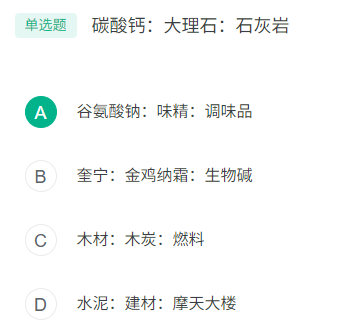 单选题 碳酸钙：大理石：石灰岩
A 谷氨酸钠：味精：调味品
B 奎宁：金鸡纳霜：生物碱
C 木材：木炭：燃料
D 水泥：建材：摩天大楼